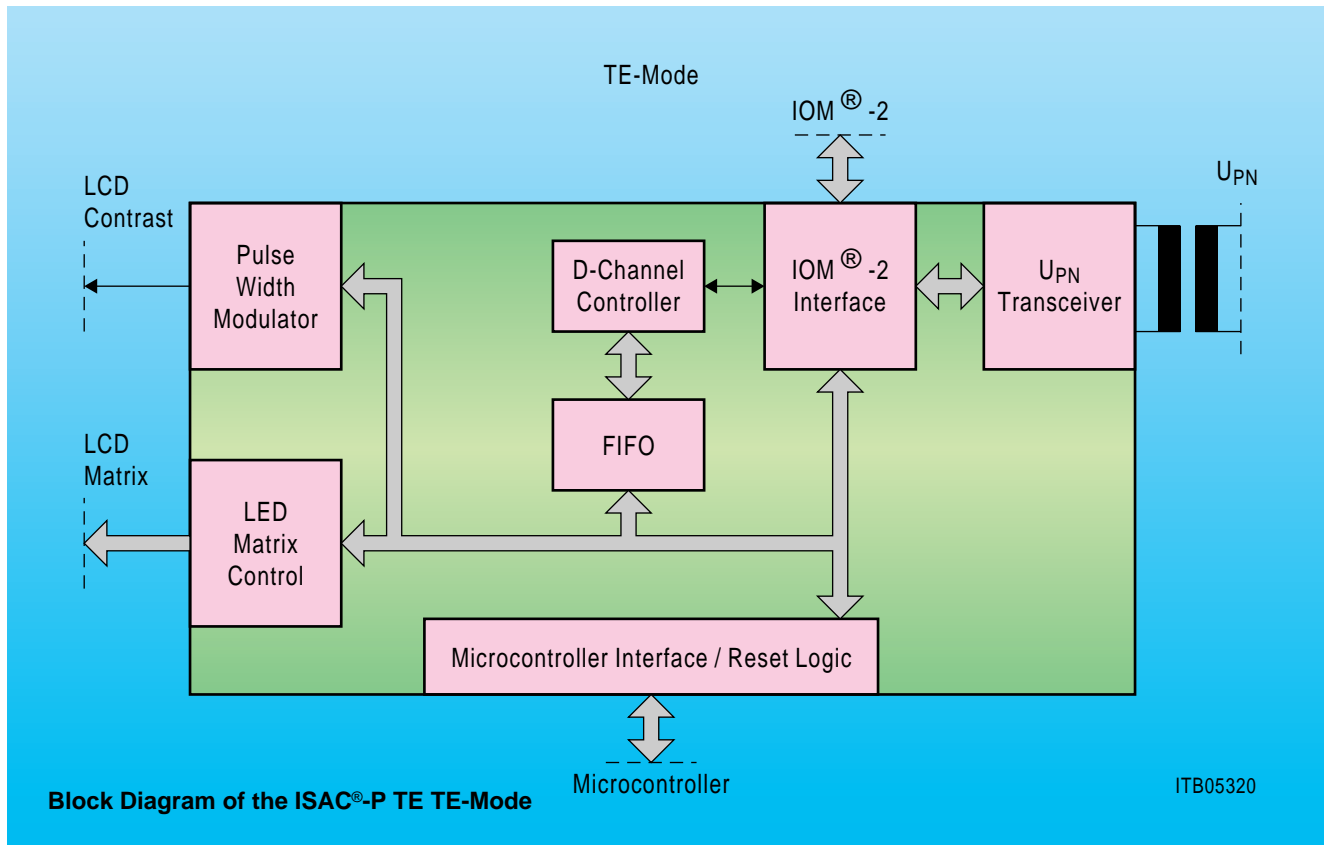 TE-Mode
IOM® -2
LCD
Contrast
UPN
Pulse
Width
Modulator
D-Channel
Controller
IOM® -2
Interface
UPN
Transceiver
FIFO
LCD
Matrix
LED
Matrix
Control
Microcontroller Interface / Reset Logic
Microcontroller
ITB05320
Block Diagram of the ISAC®-P TE TE-Mode